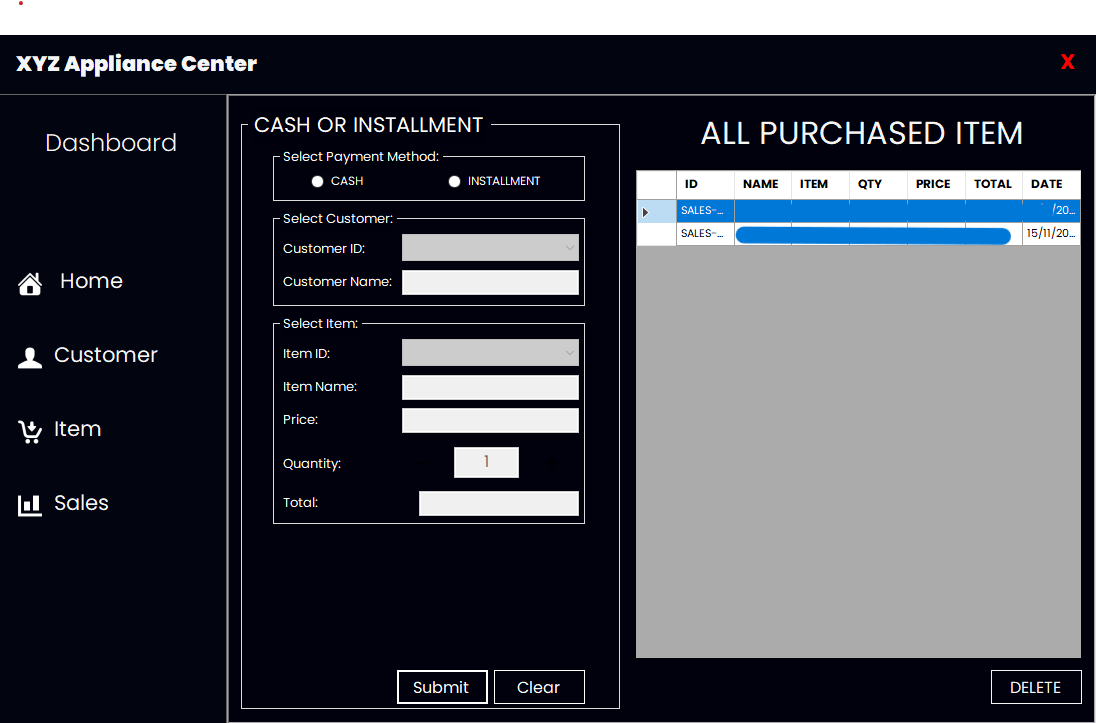 XYZ Appliance Center
X
Dashboard
Home
Customer
Item
Sales
CASH OR INSTALLMENT
Select Payment Method:
CASH INSTALLMENT
Select Customer:
Customer ID:
Customer Name:
Select Item:
Item ID:
Item Name:
Price:
Quantity: 1
Total:
Submit Clear
ALL PURCHASED ITEM
ID NAME ITEM QTY PRICE TOTAL DATE
SALES-... /20...
SALES-... 15/11/20...
DELETE